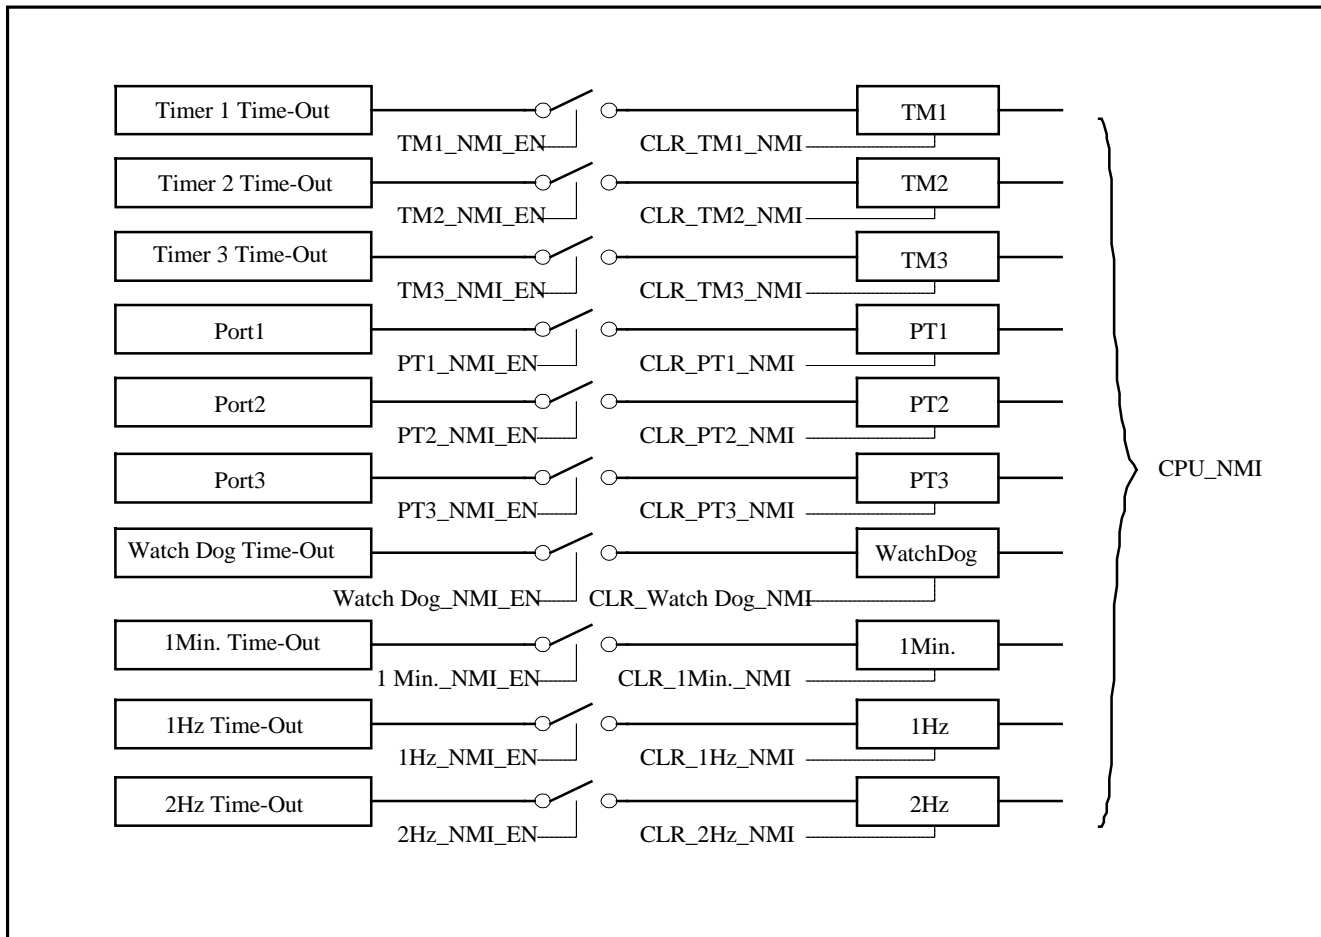 Timer 1 Time-Out
TM1
TM1_NMI_EN
CLR_TM1_NMI
Timer 2 Time-Out
TM2
TM2_NMI_EN
CLR_TM2_NMI
Timer 3 Time-Out
TM3
TM3_NMI_EN
CLR_TM3_NMI
Port1
PT1
PT1_NMI_EN
CLR_PT1_NMI
Port2
PT2
PT2_NMI_EN
CLR_PT2_NMI
Port3
PT3
CPU_NMI
PT3_NMI_EN
CLR_PT3_NMI
Watch Dog Time-Out
WatchDog
Watch Dog_NMI_EN
CLR_Watch Dog_NMI
1Min. Time-Out
1Min.
1 Min._NMI_EN
CLR_1Min._NMI
1Hz Time-Out
1Hz
1Hz_NMI_EN
CLR_1Hz_NMI
2Hz Time-Out
2Hz
2Hz_NMI_EN
CLR_2Hz_NMI